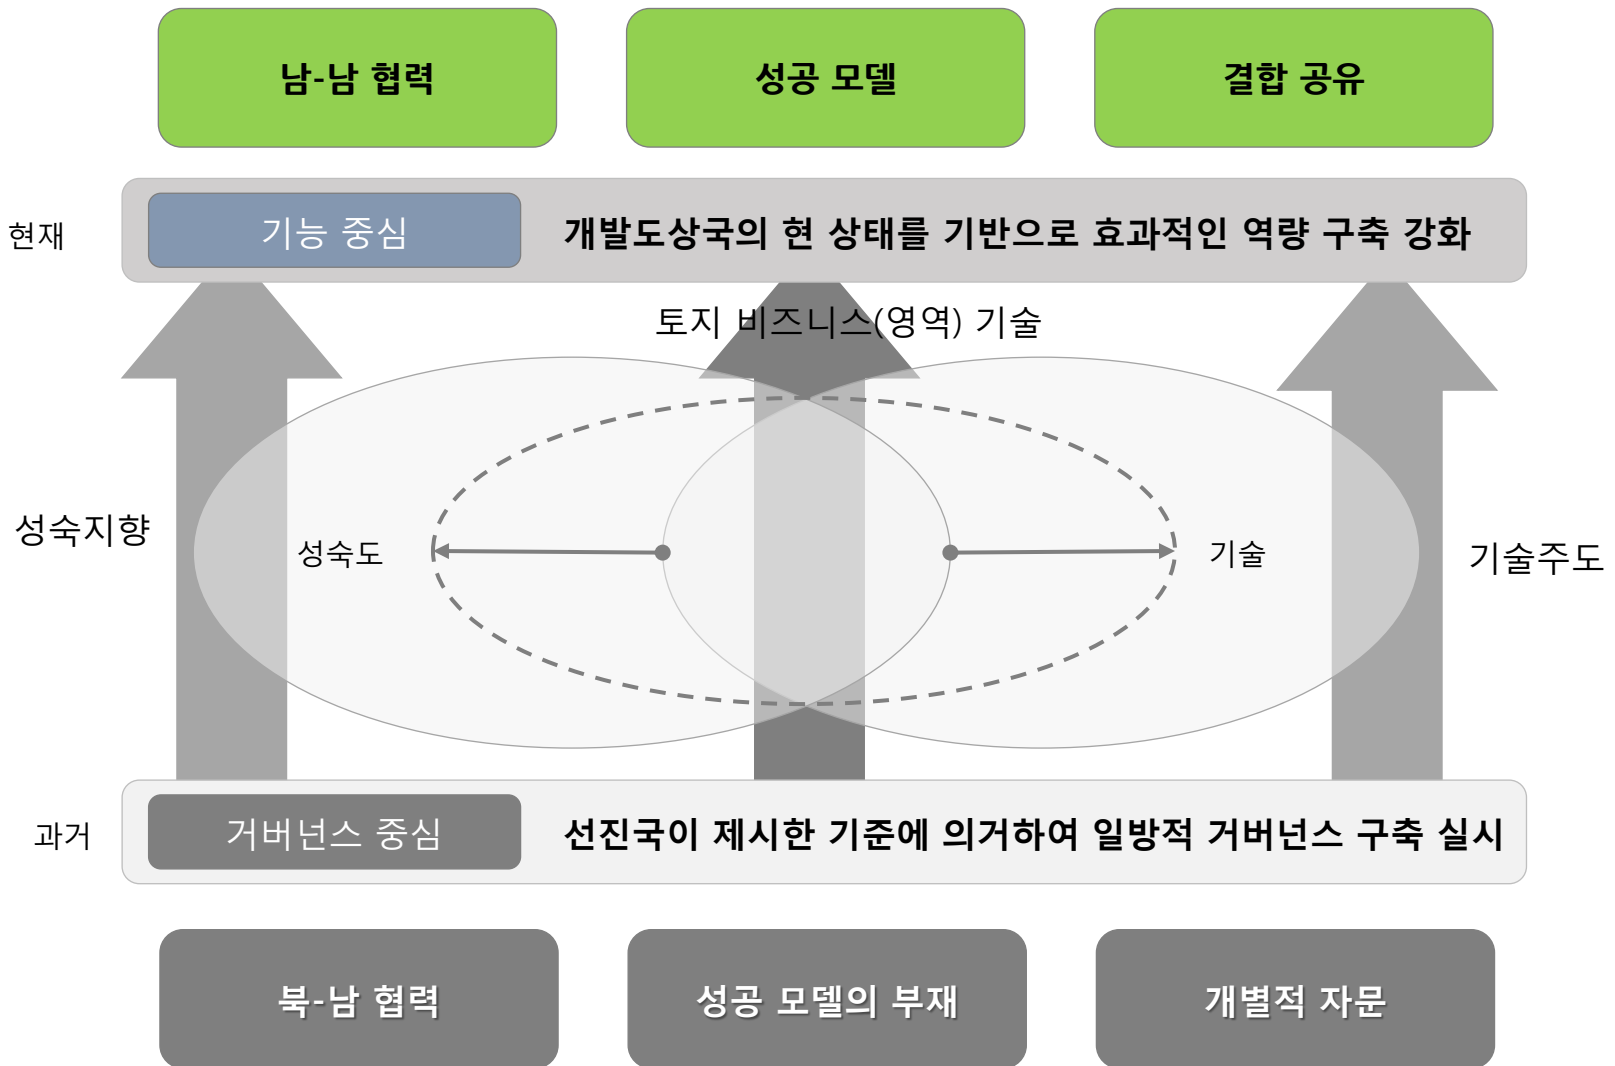 남-남 협력
성공 모델
결합 공유
현재
기능 중심
개발도상국의 현 상태를 기반으로 효과적인 역량 구축 강화
토지 비즈니스(영역) 기술
성숙지향
성숙도
기술
기술주도
과거
거버넌스 중심
선진국이 제시한 기준에 의거하여 일방적 거버넌스 구축 실시
북-남 협력
성공 모델의 부재
개별적 자문